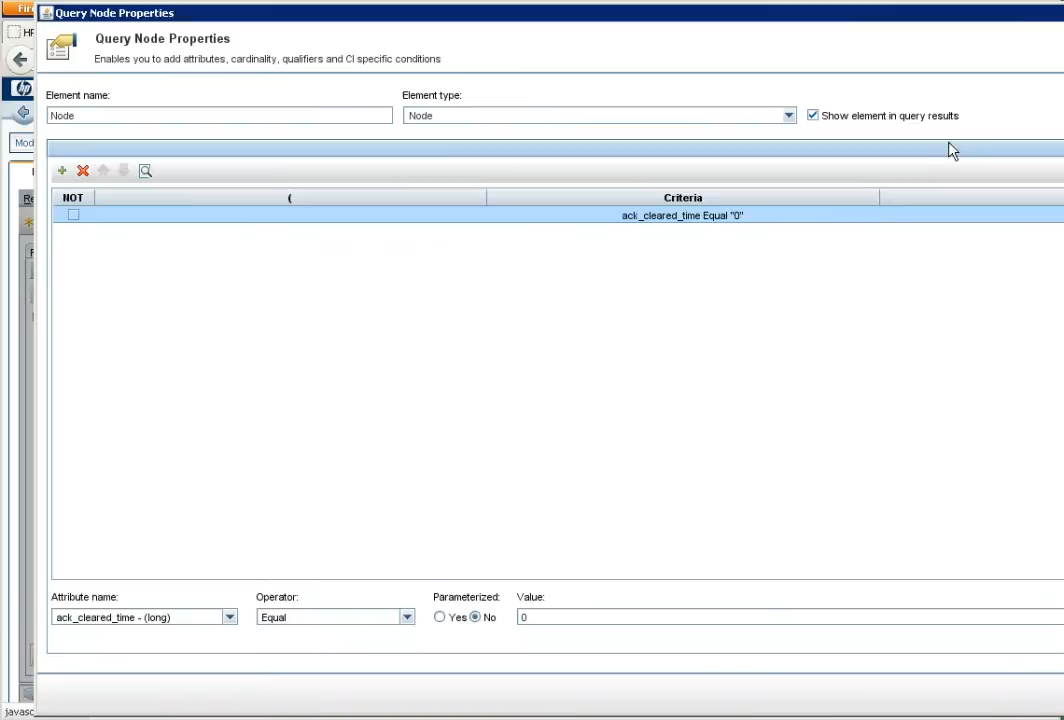 Query Node Properties
Query Node Properties
Enables you to add attributes, cardinality, qualifiers and CI specific conditions
Element name:
Element type:
Node
Node
Show element in query results
NOT ( Criteria
ack_cleared_time Equal "0"
Attribute name:
Operator:
Parameterized:
Value:
ack_cleared_time - (long)
Equal
Yes No
0
hp